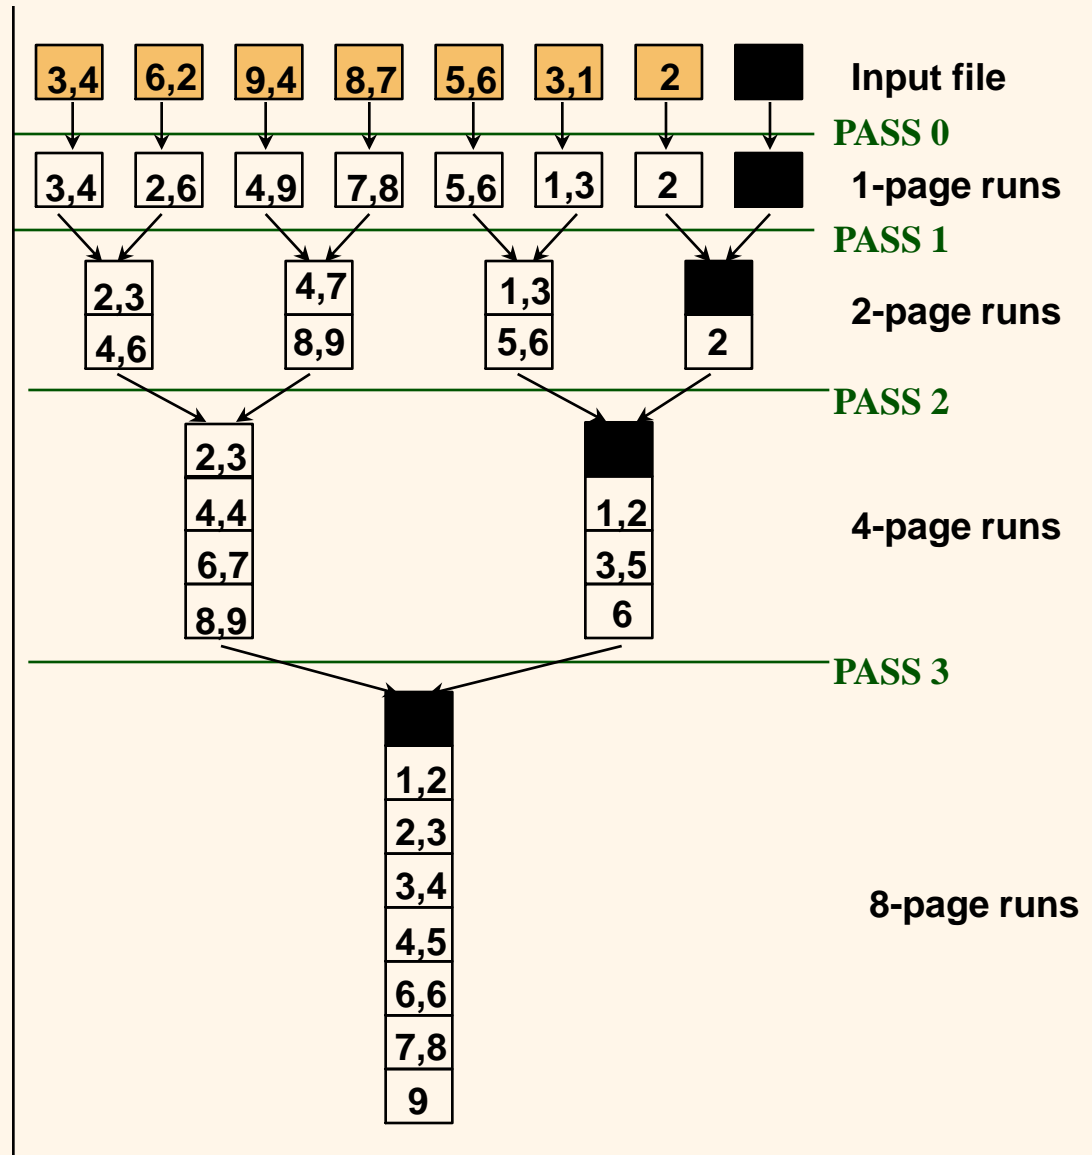 3,4 6,2 9,4 8,7 5,6 3,1 2 Input file
PASS 0
3,4 2,6 4,9 7,8 5,6 1,3 2 1-page runs
PASS 1
2,3 4,7 1,3 2-page runs
4,6 8,9 5,6 2
PASS 2
2,3
4,4 1,2 4-page runs
6,7 3,5
8,9 6
PASS 3
1,2
2,3
3,4 8-page runs
4,5
6,6
7,8
9